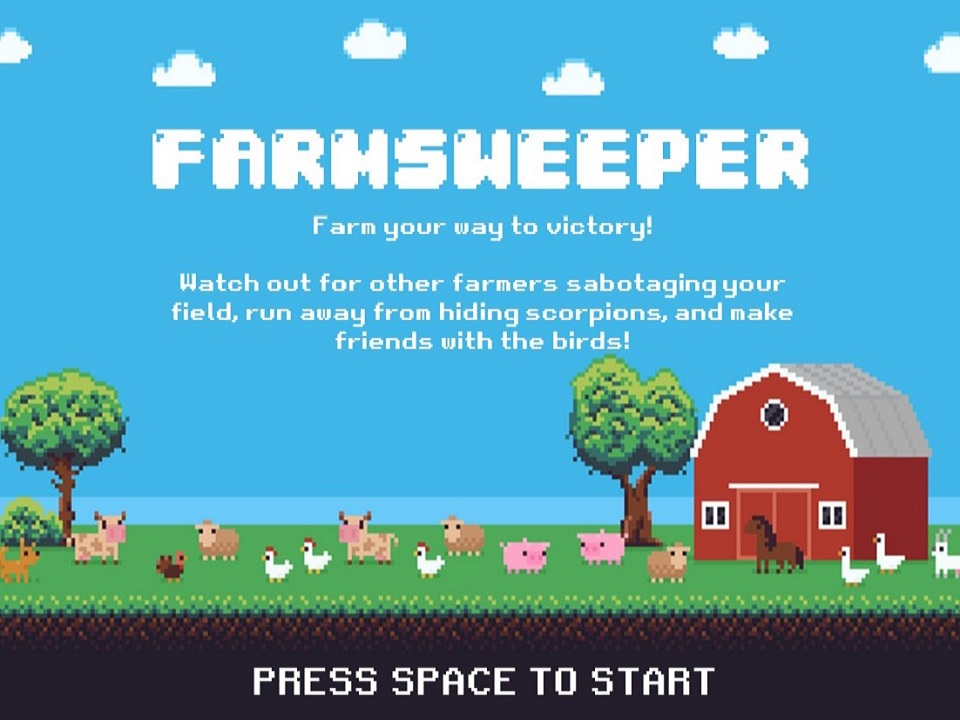 FARMSWEEPER
Farm your way to victory!
Watch out for other farmers sabotaging your
field, run away from hiding scorpions, and make
friends with the birds!
PRESS SPACE TO START